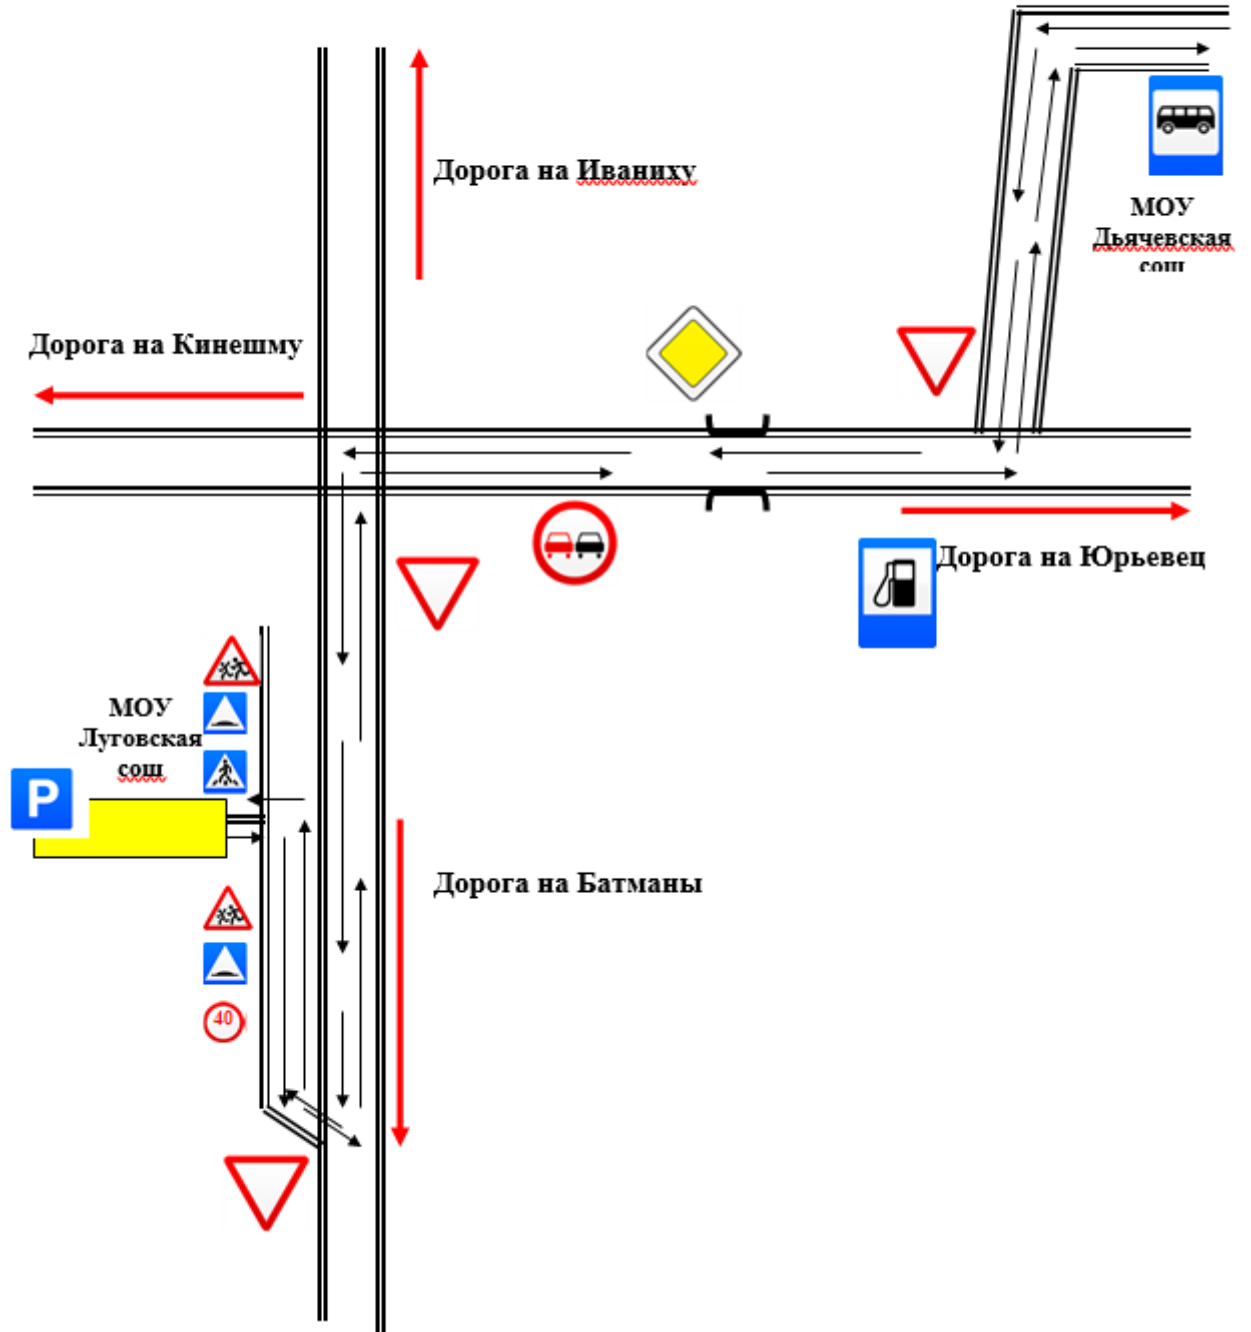 Дорога на Иваниху
МОУ
Дьячевская
сош
Дорога на Кинешму
Дорога на Юрьевец
МОУ
Луговская
сош
P
Дорога на Батманы
40